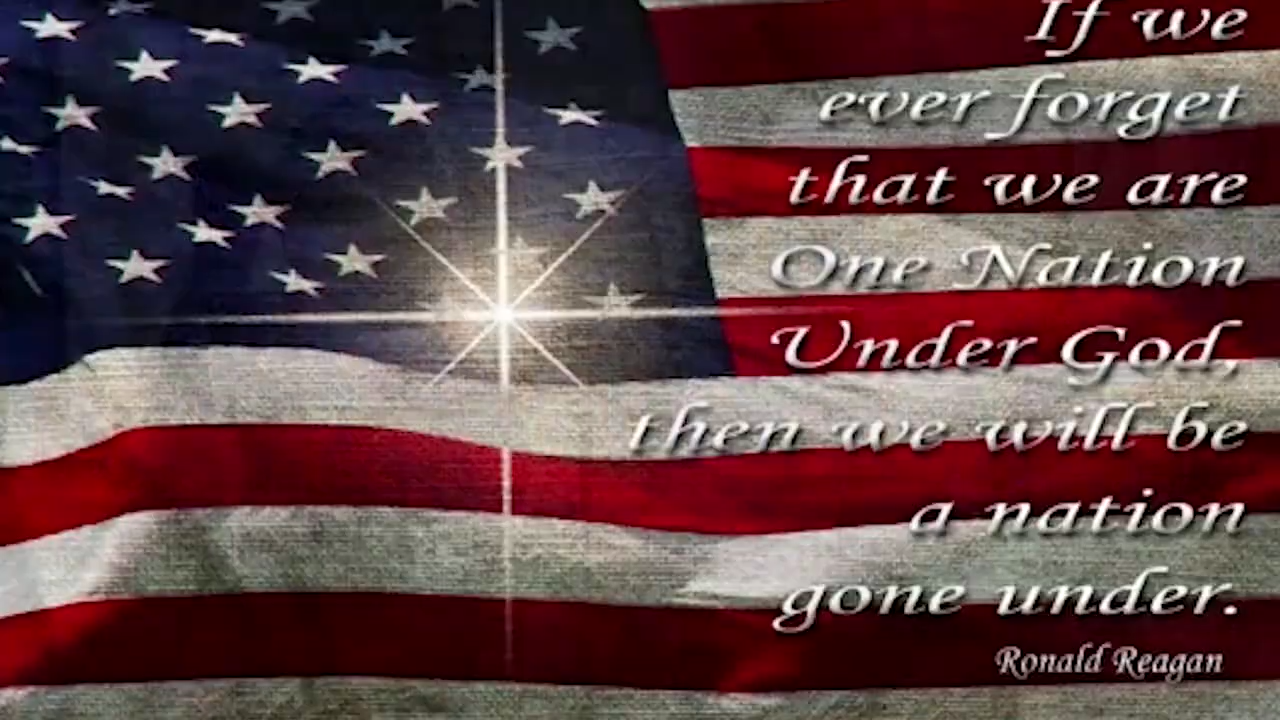 If we
ever forget
that we are
One Nation
Under God,
then we will be
a nation
gone under.
Ronald Reagan